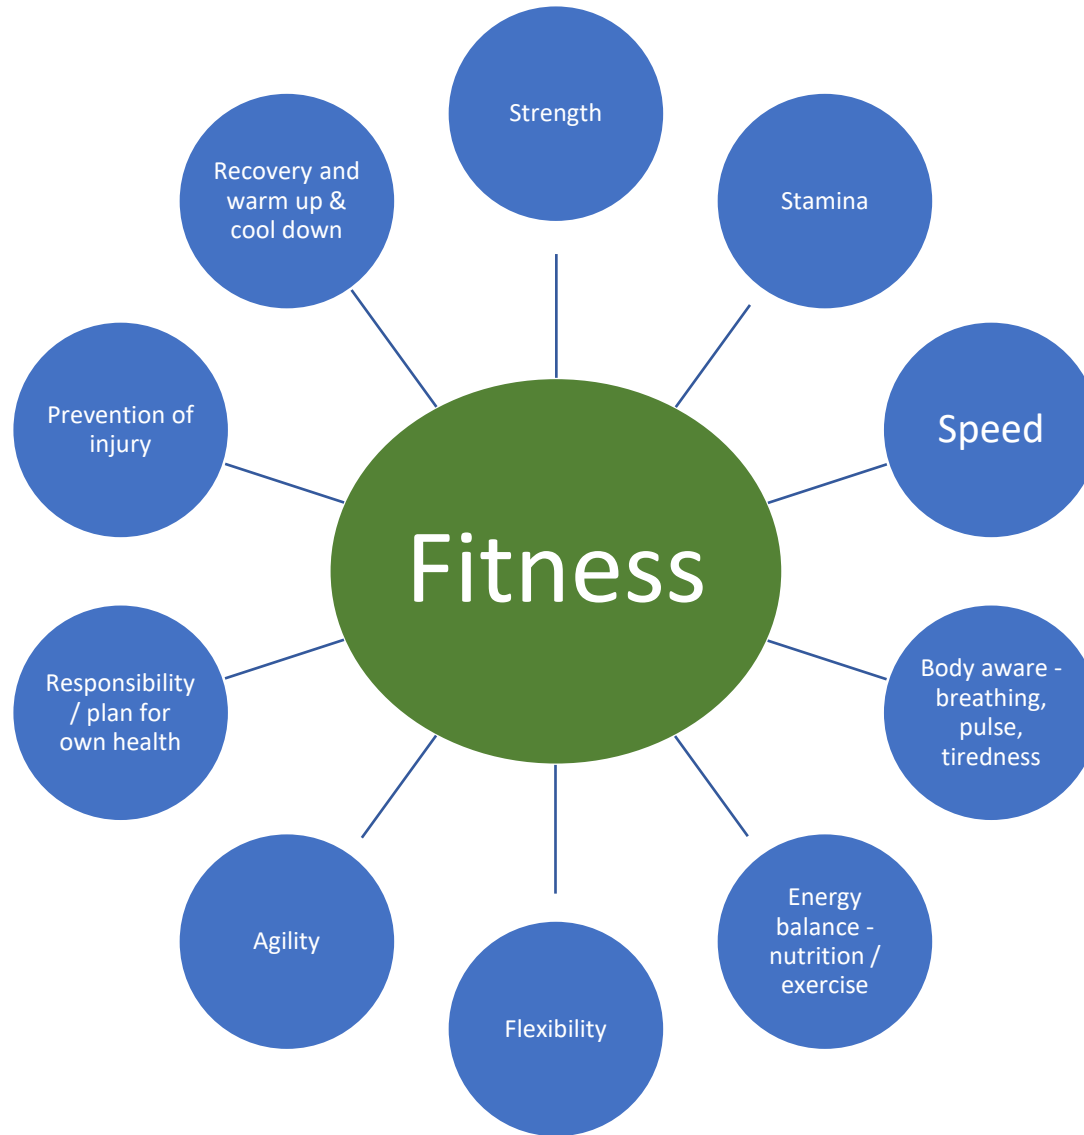 Strength
Stamina
Speed
Body aware -
breathing,
pulse,
tiredness
Energy
balance -
nutrition /
exercise
Flexibility
Agility
Responsibility
/ plan for
own health
Prevention of
injury
Recovery and
warm up &
cool down
Fitness